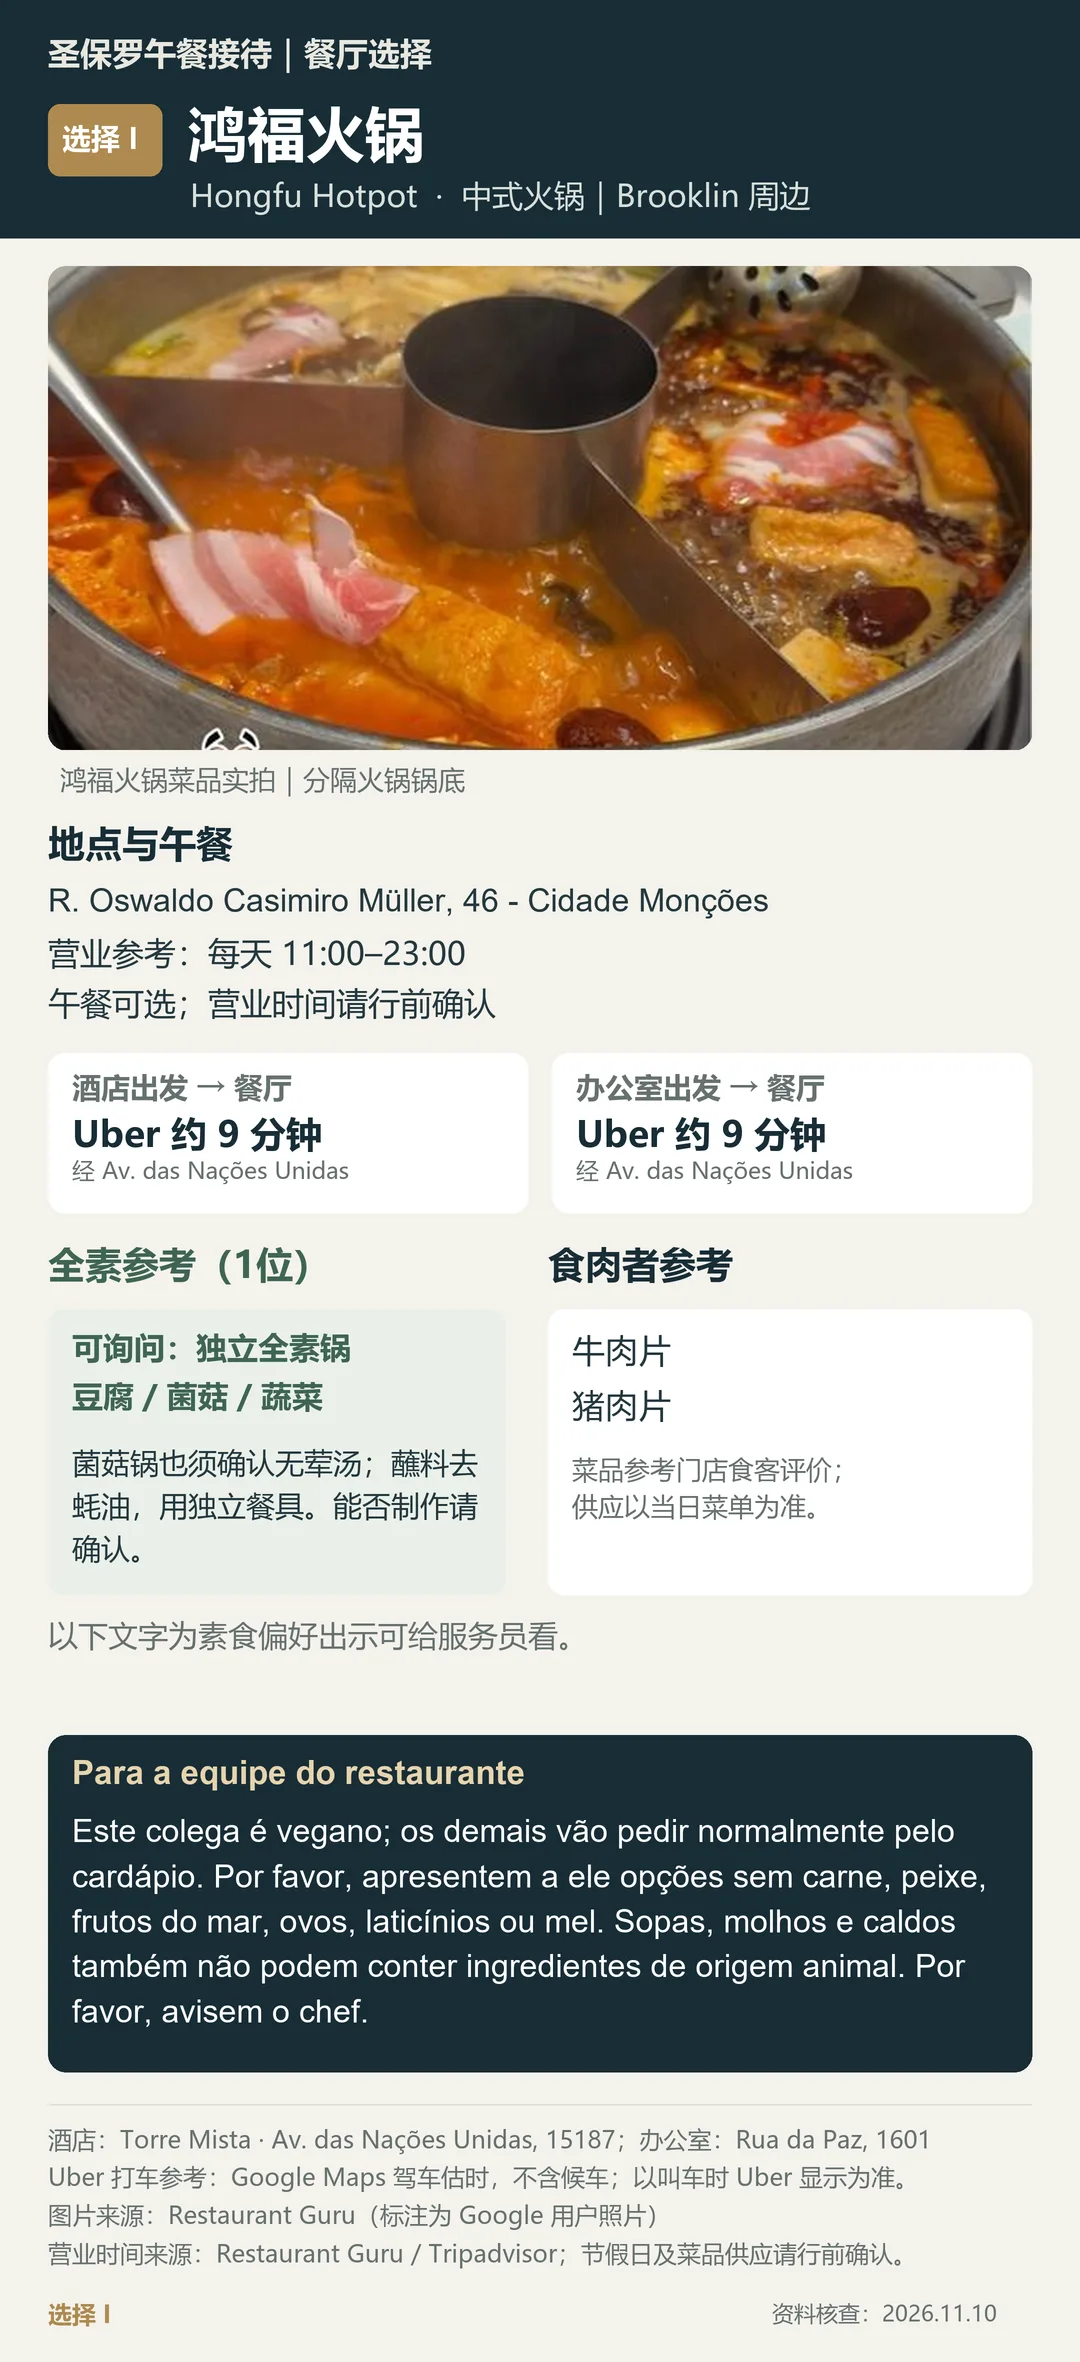 圣保罗午餐接待｜餐厅选择
选择 I
鸿福火锅
Hongfu Hotpot · 中式火锅｜Brooklin 周边
鸿福火锅菜品实拍｜分隔火锅锅底
地点与午餐
R. Oswaldo Casimiro Müller, 46 - Cidade Monções
营业参考：每天 11:00–23:00
午餐可选；营业时间请行前确认
酒店出发 → 餐厅
Uber 约 9 分钟
经 Av. das Nações Unidas
办公室出发 → 餐厅
Uber 约 9 分钟
经 Av. das Nações Unidas
全素参考（1位）
可询问：独立全素锅
豆腐 / 菌菇 / 蔬菜
菌菇锅也须确认无荤汤；蘸料去
蚝油，用独立餐具。能否制作请
确认。
食肉者参考
牛肉片
猪肉片
菜品参考门店食客评价；
供应以当日菜单为准。
以下文字为素食偏好出示可给服务员看。
Para a equipe do restaurante
Este colega é vegano; os demais vão pedir normalmente pelo
cardápio. Por favor, apresentem a ele opções sem carne, peixe,
frutos do mar, ovos, laticínios ou mel. Sopas, molhos e caldos
também não podem conter ingredientes de origem animal. Por
favor, avisem o chef.
酒店：Torre Mista · Av. das Nações Unidas, 15187；办公室：Rua da Paz, 1601
Uber 打车参考：Google Maps 驾车估时，不含候车；以叫车时 Uber 显示为准。
图片来源：Restaurant Guru（标注为 Google 用户照片）
营业时间来源：Restaurant Guru / Tripadvisor；节假日及菜品供应请行前确认。
选择 I
资料核查：2026.11.10